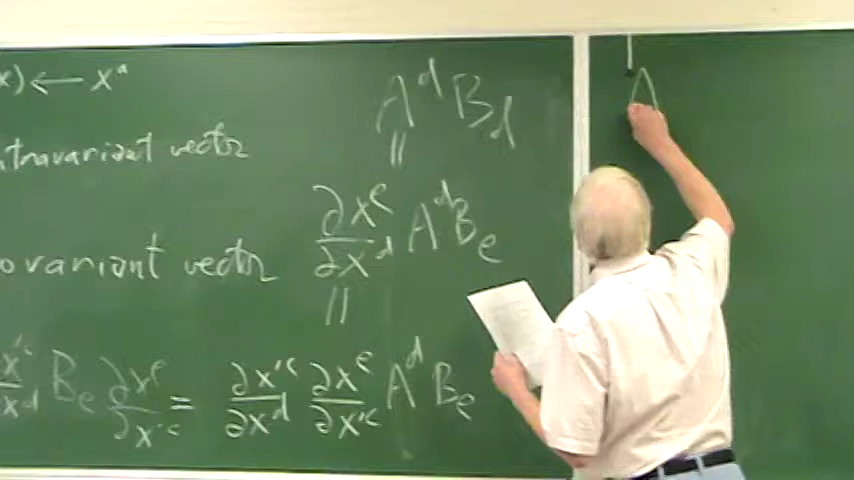 x) ← x^a
ntravariant vector
ovariant vector
A^d B_d
=
∂x^e/∂x^d A^d B_e
=
x'^c/∂x^d B_e ∂x^e/∂x'^c = ∂x'^c/∂x^d ∂x^e/∂x'^c A^d B_e